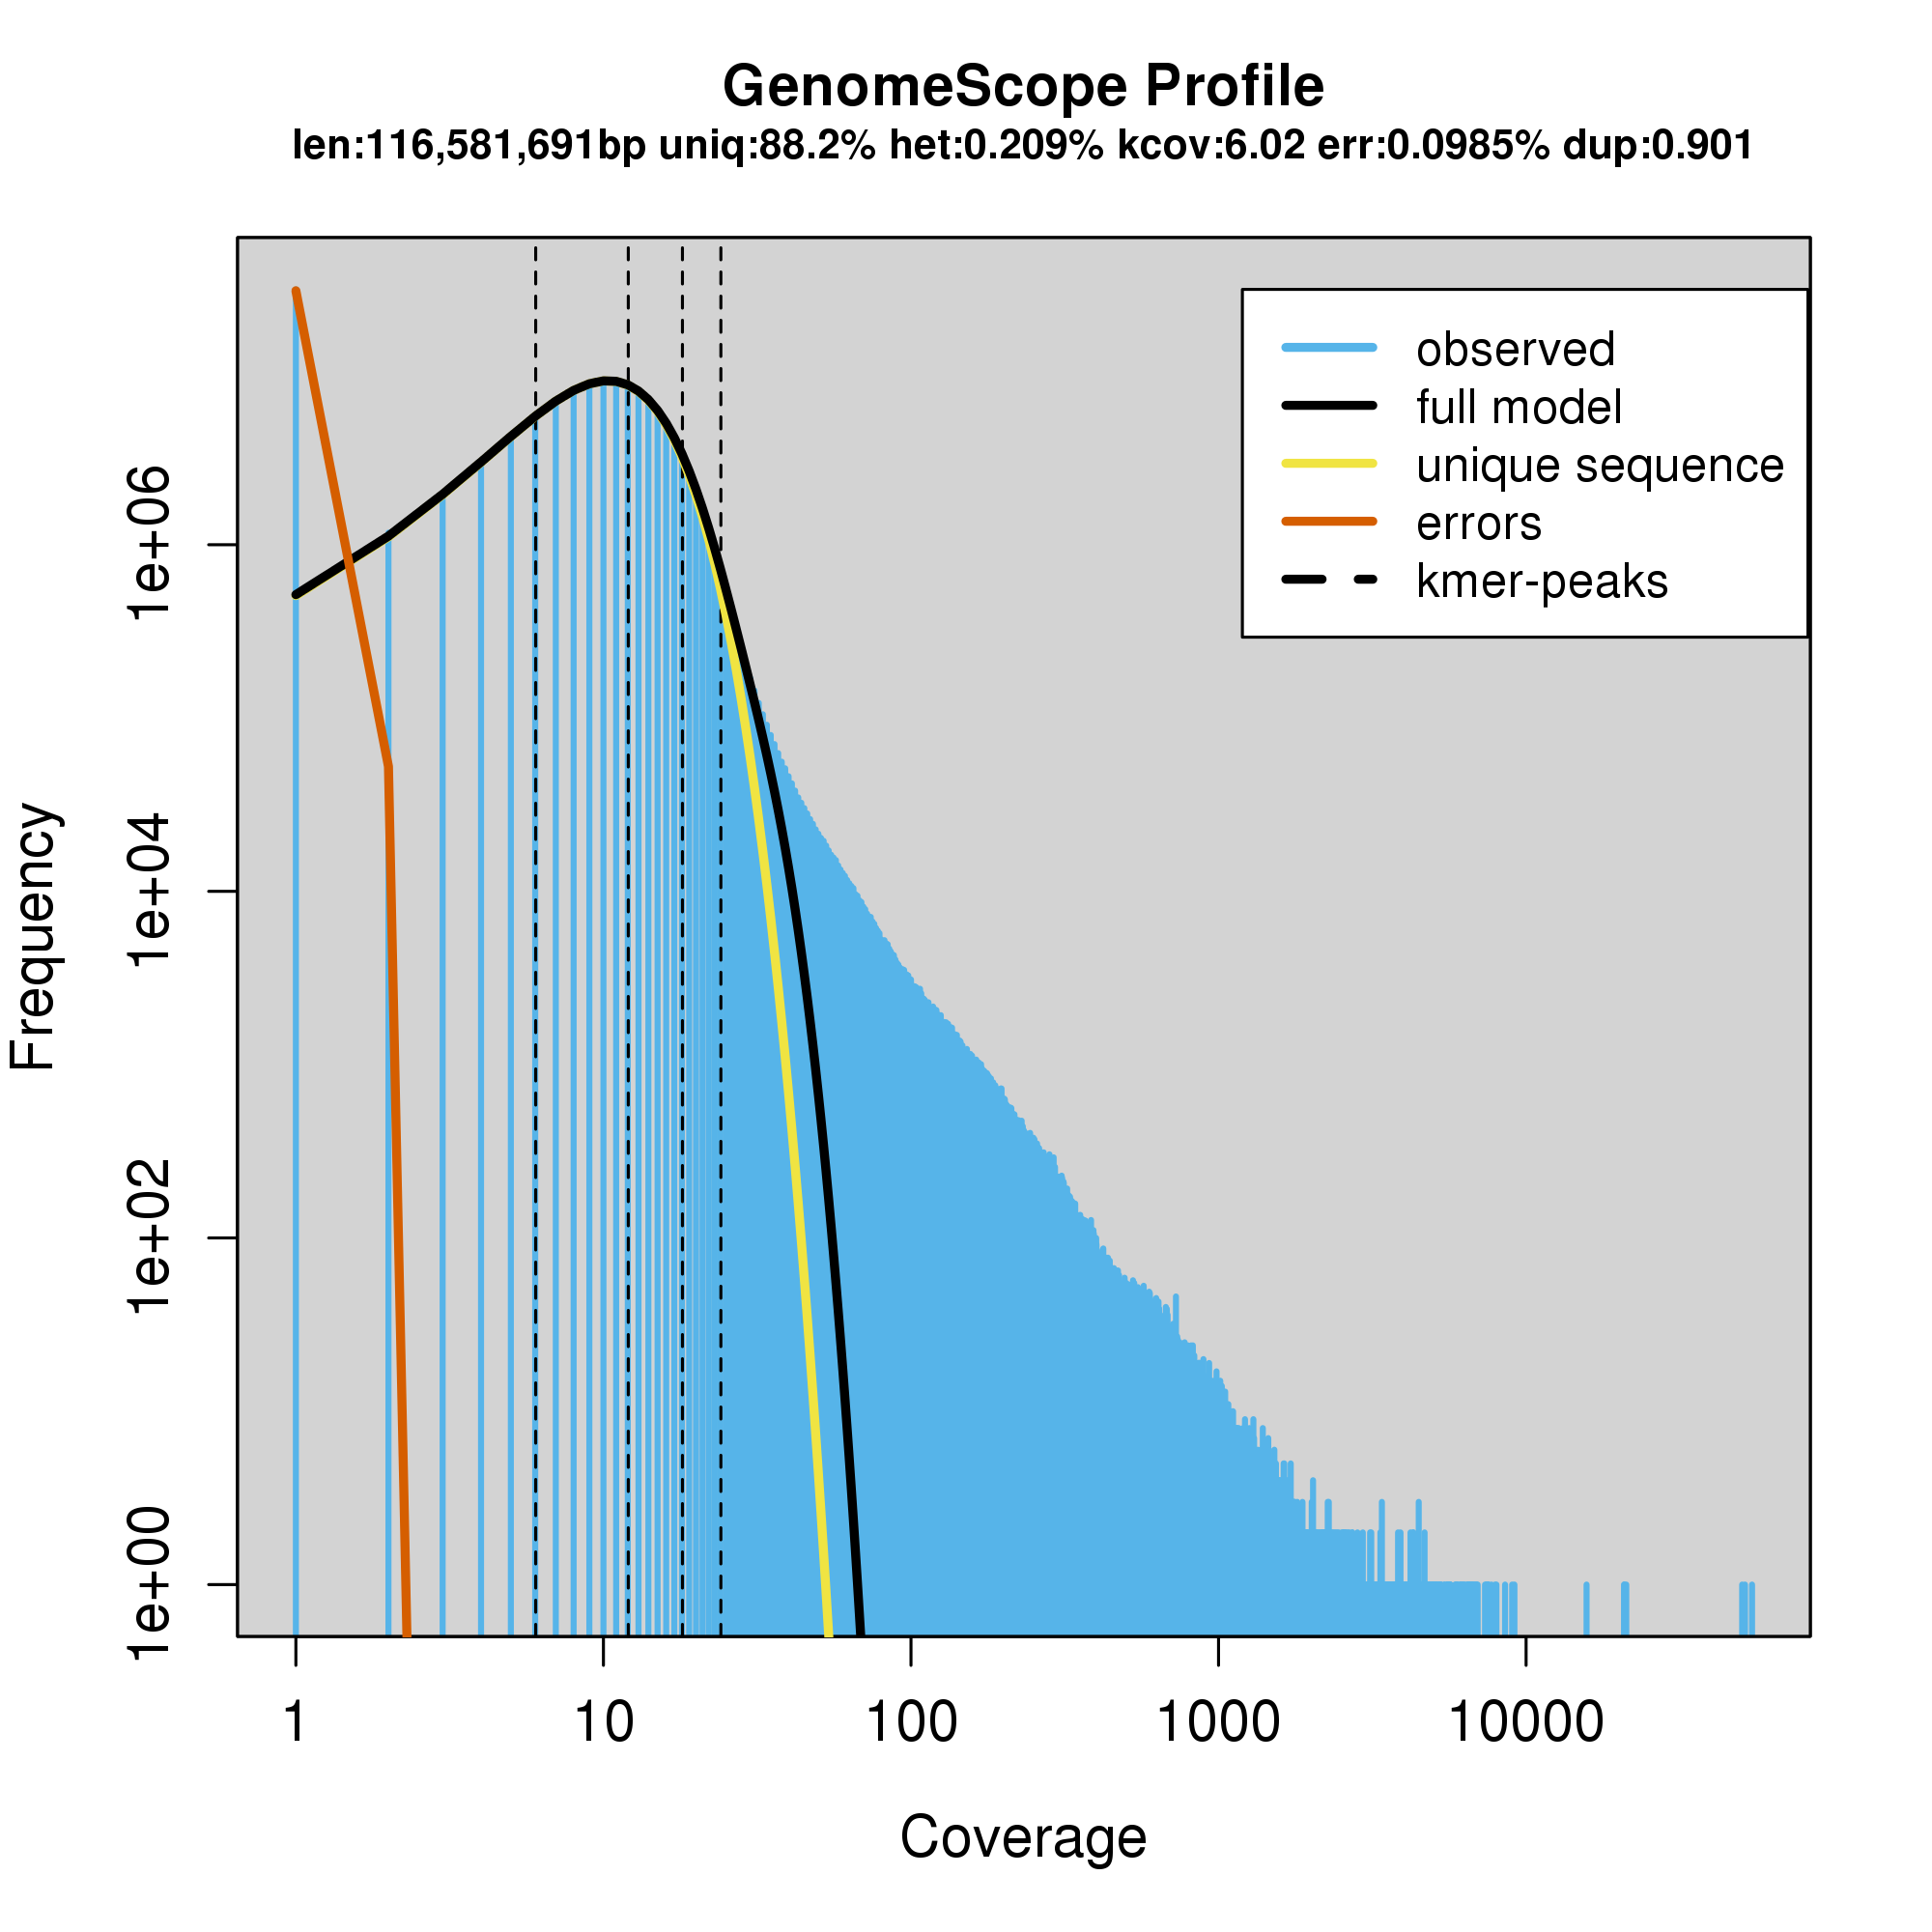 GenomeScope Profile
len:116,581,691bp uniq:88.2% het:0.209% kcov:6.02 err:0.0985% dup:0.901
observed
full model
unique sequence
errors
kmer-peaks
Frequency
1e+06
1e+04
1e+02
1e+00
1 10 100 1000 10000
Coverage